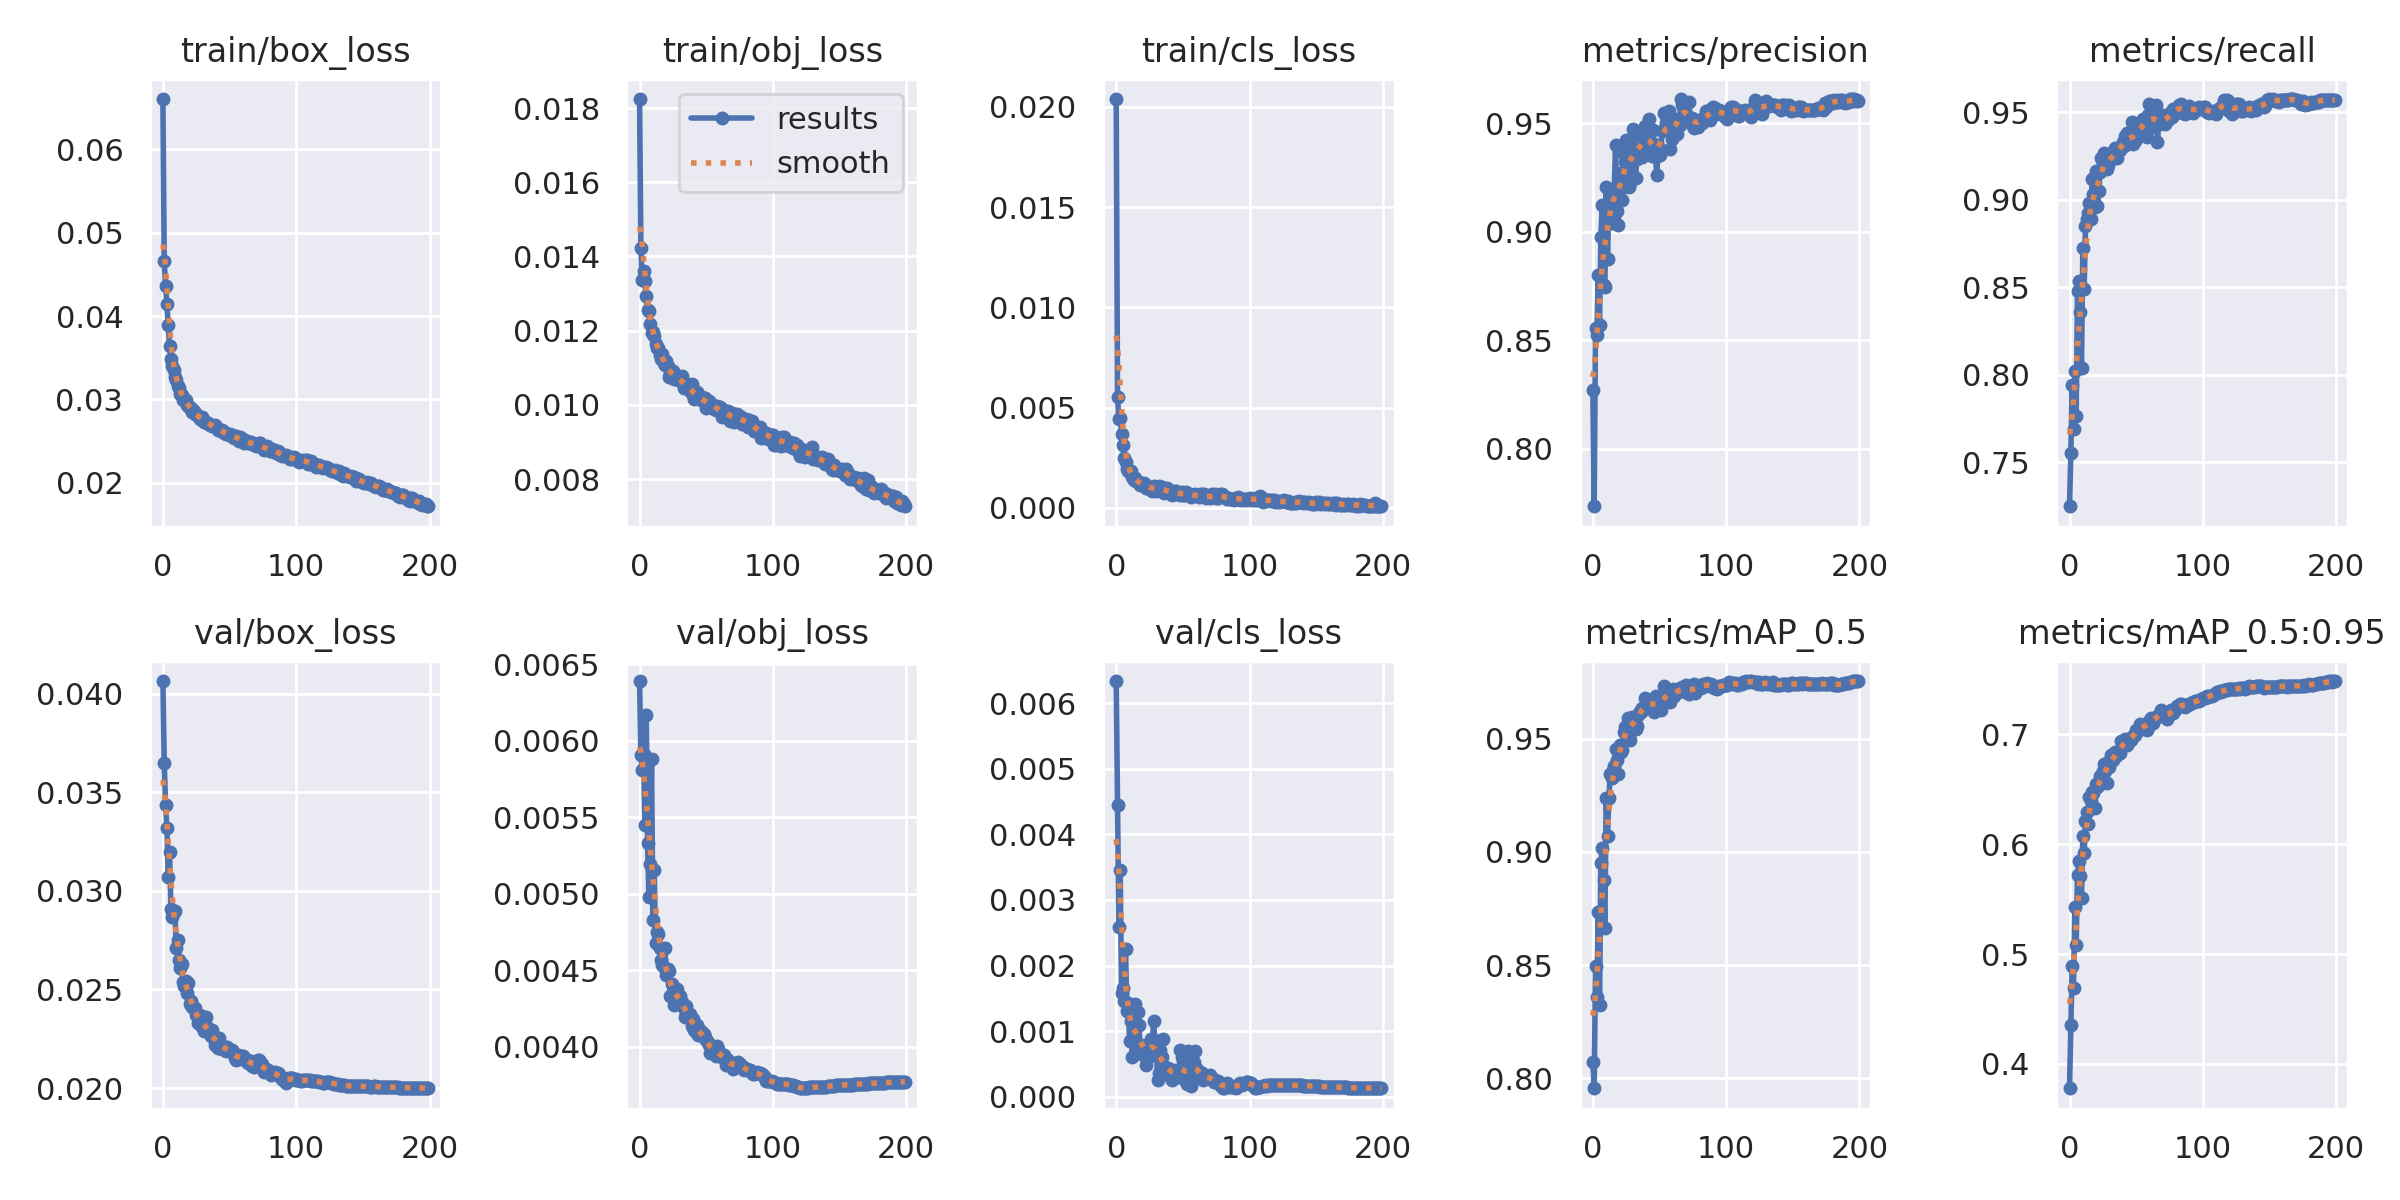 train/box_loss
train/obj_loss
train/cls_loss
metrics/precision
metrics/recall
0.06
0.05
0.04
0.03
0.02
0 100 200
0.018
0.016
0.014
0.012
0.010
0.008
results
smooth
0 100 200
0.020
0.015
0.010
0.005
0.000
0 100 200
0.95
0.90
0.85
0.80
0 100 200
0.95
0.90
0.85
0.80
0.75
0 100 200
val/box_loss
val/obj_loss
val/cls_loss
metrics/mAP_0.5
metrics/mAP_0.5:0.95
0.040
0.035
0.030
0.025
0.020
0 100 200
0.0065
0.0060
0.0055
0.0050
0.0045
0.0040
0 100 200
0.006
0.005
0.004
0.003
0.002
0.001
0.000
0 100 200
0.95
0.90
0.85
0.80
0 100 200
0.7
0.6
0.5
0.4
0 100 200